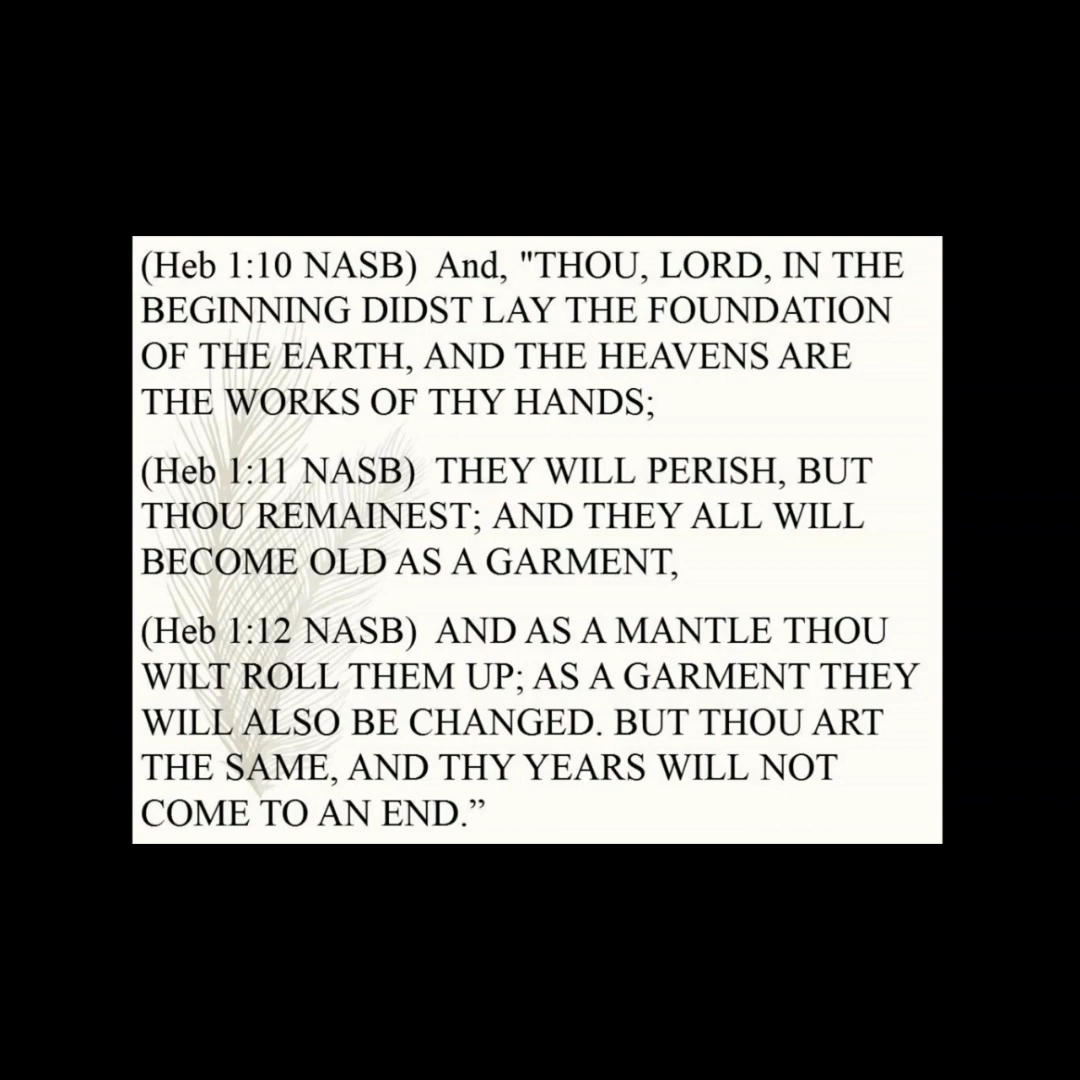 (Heb 1:10 NASB)  And, "THOU, LORD, IN THE
BEGINNING DIDST LAY THE FOUNDATION
OF THE EARTH, AND THE HEAVENS ARE
THE WORKS OF THY HANDS;
(Heb 1:11 NASB)  THEY WILL PERISH, BUT
THOU REMAINEST; AND THEY ALL WILL
BECOME OLD AS A GARMENT,
(Heb 1:12 NASB)  AND AS A MANTLE THOU
WILT ROLL THEM UP; AS A GARMENT THEY
WILL ALSO BE CHANGED. BUT THOU ART
THE SAME, AND THY YEARS WILL NOT
COME TO AN END.”